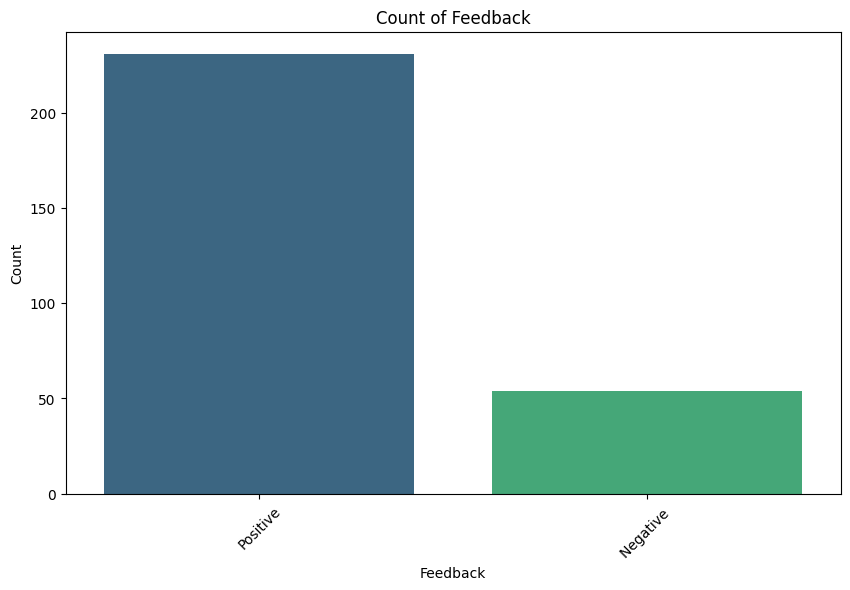 Count of Feedback
200
150
100
50
0
Count
Positive
Negative
Feedback